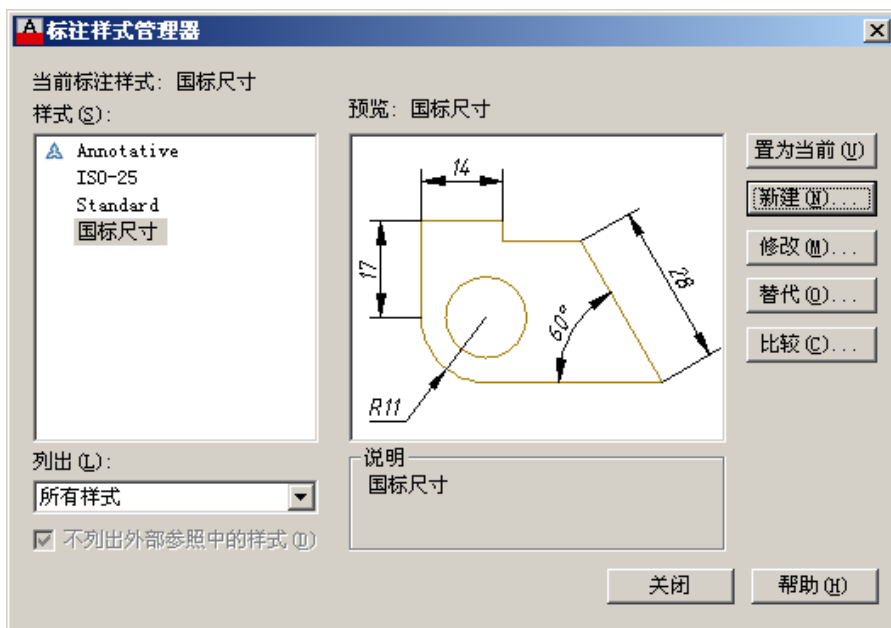 标注样式管理器
当前标注样式: 国标尺寸
样式(S):
Annotative
ISO-25
Standard
国标尺寸
预览: 国标尺寸
14
17
28
60°
R11
置为当前(U)
新建(N)...
修改(M)...
替代(O)...
比较(C)...
列出(L):
所有样式
不列出外部参照中的样式(D)
说明
国标尺寸
关闭
帮助(H)